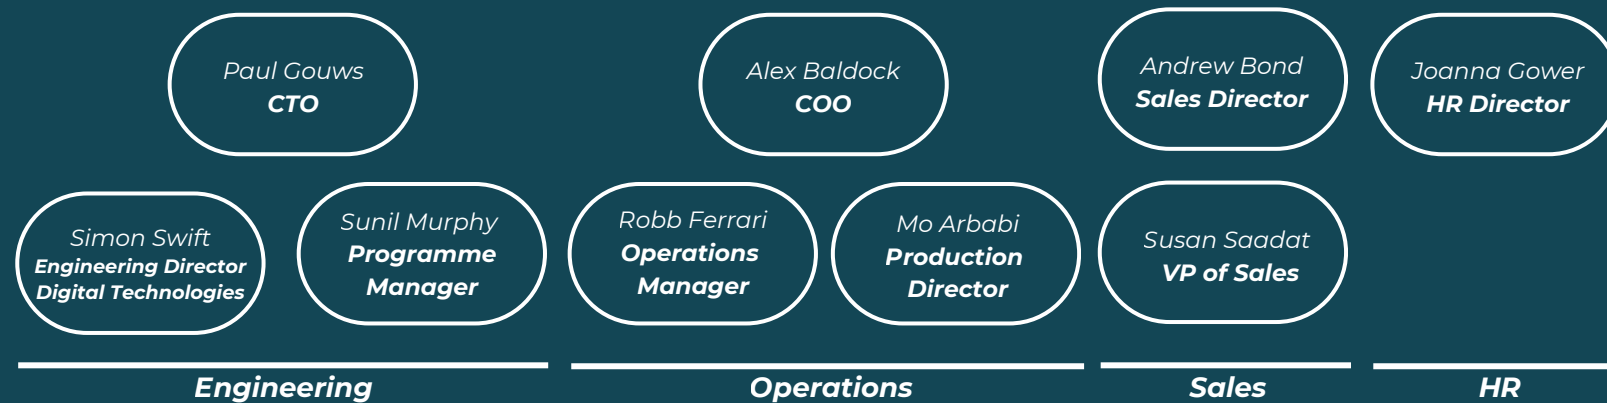 Paul Gouws
CTO
Alex Baldock
COO
Andrew Bond
Sales Director
Joanna Gower
HR Director
Simon Swift
Engineering Director
Digital Technologies
Sunil Murphy
Programme
Manager
Robb Ferrari
Operations
Manager
Mo Arbabi
Production
Director
Susan Saadat
VP of Sales
Engineering
Operations
Sales
HR